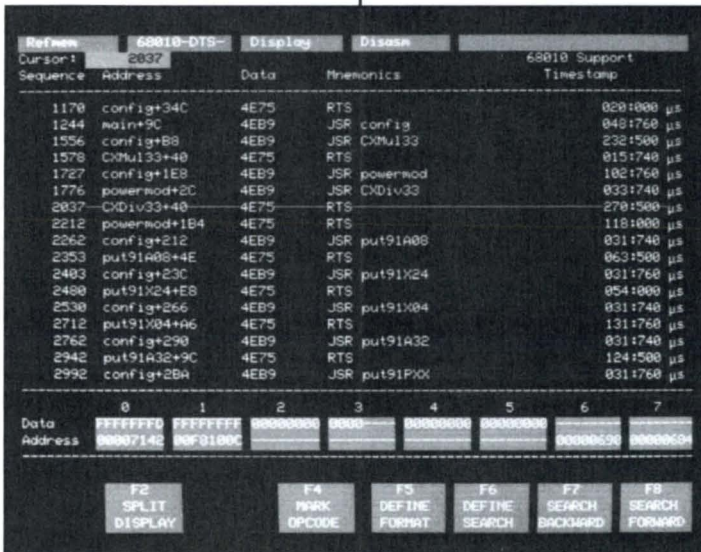 Refmem 68010-DTS- Display Disasm
Cursor: 2037 68010 Support
Sequence Address Data Mnemonics Timestamp
1170 config+34C 4E75 RTS 020:000 µs
1244 main+9C 4EB9 JSR config 048:760 µs
1556 config+B8 4EB9 JSR CXMul33 232:500 µs
1578 CXMul33+40 4E75 RTS 015:740 µs
1727 config+1E8 4EB9 JSR powermod 102:760 µs
1776 powermod+2C 4EB9 JSR CXDiv33 033:740 µs
2037 CXDiv33+40 4E75 RTS 270:500 µs
2212 powermod+1B4 4E75 RTS 118:000 µs
2262 config+212 4EB9 JSR put91A08 031:740 µs
2353 put91A08+4E 4E75 RTS 063:500 µs
2403 config+23C 4EB9 JSR put91X24 031:760 µs
2480 put91X24+E8 4E75 RTS 054:000 µs
2530 config+266 4EB9 JSR put91X04 031:740 µs
2712 put91X04+A6 4E75 RTS 131:760 µs
2762 config+290 4EB9 JSR put91A32 031:740 µs
2942 put91A32+9C 4E75 RTS 124:500 µs
2992 config+2BA 4EB9 JSR put91PXX 031:760 µs
0 1 2 3 4 5 6 7
Data FFFFFFFD FFFFFFFF 00000000 0000 00000000 00000000
Address 00007142 00F8100C 00000690 00000684
F2 F4 F5 F6 F7 F8
SPLIT MARK DEFINE DEFINE SEARCH SEARCH
DISPLAY OPCODE FORMAT SEARCH BACKWARD FORWARD